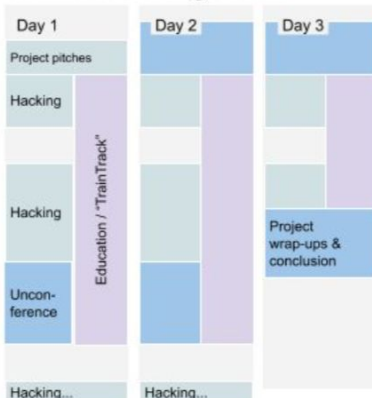 Day 1
Project pitches
Hacking
Education / "TrainTrack"
Hacking
Uncon-
ference
Hacking...
Day 2
Hacking...
Day 3
Project
wrap-ups &
conclusion